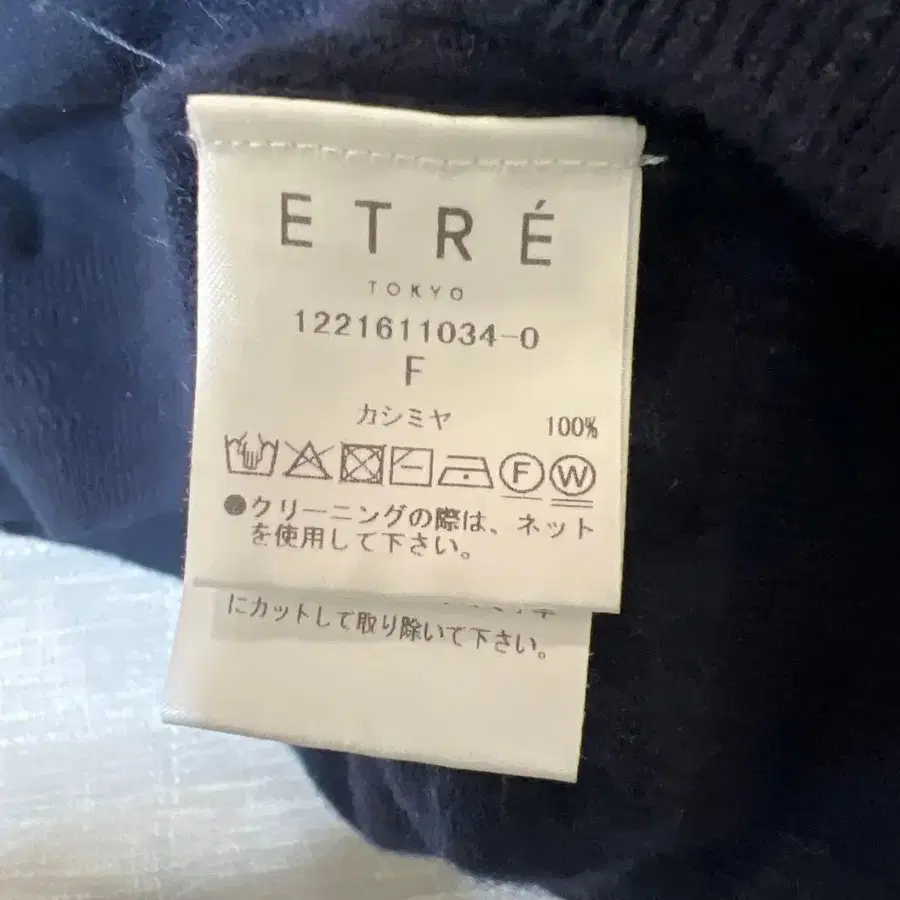 ETRÉ
TOKYO
1221611034-0
F
カシミヤ 100%
F W
●クリーニングの際は、ネット
を使用して下さい。
にカットして取り除いて下さい。